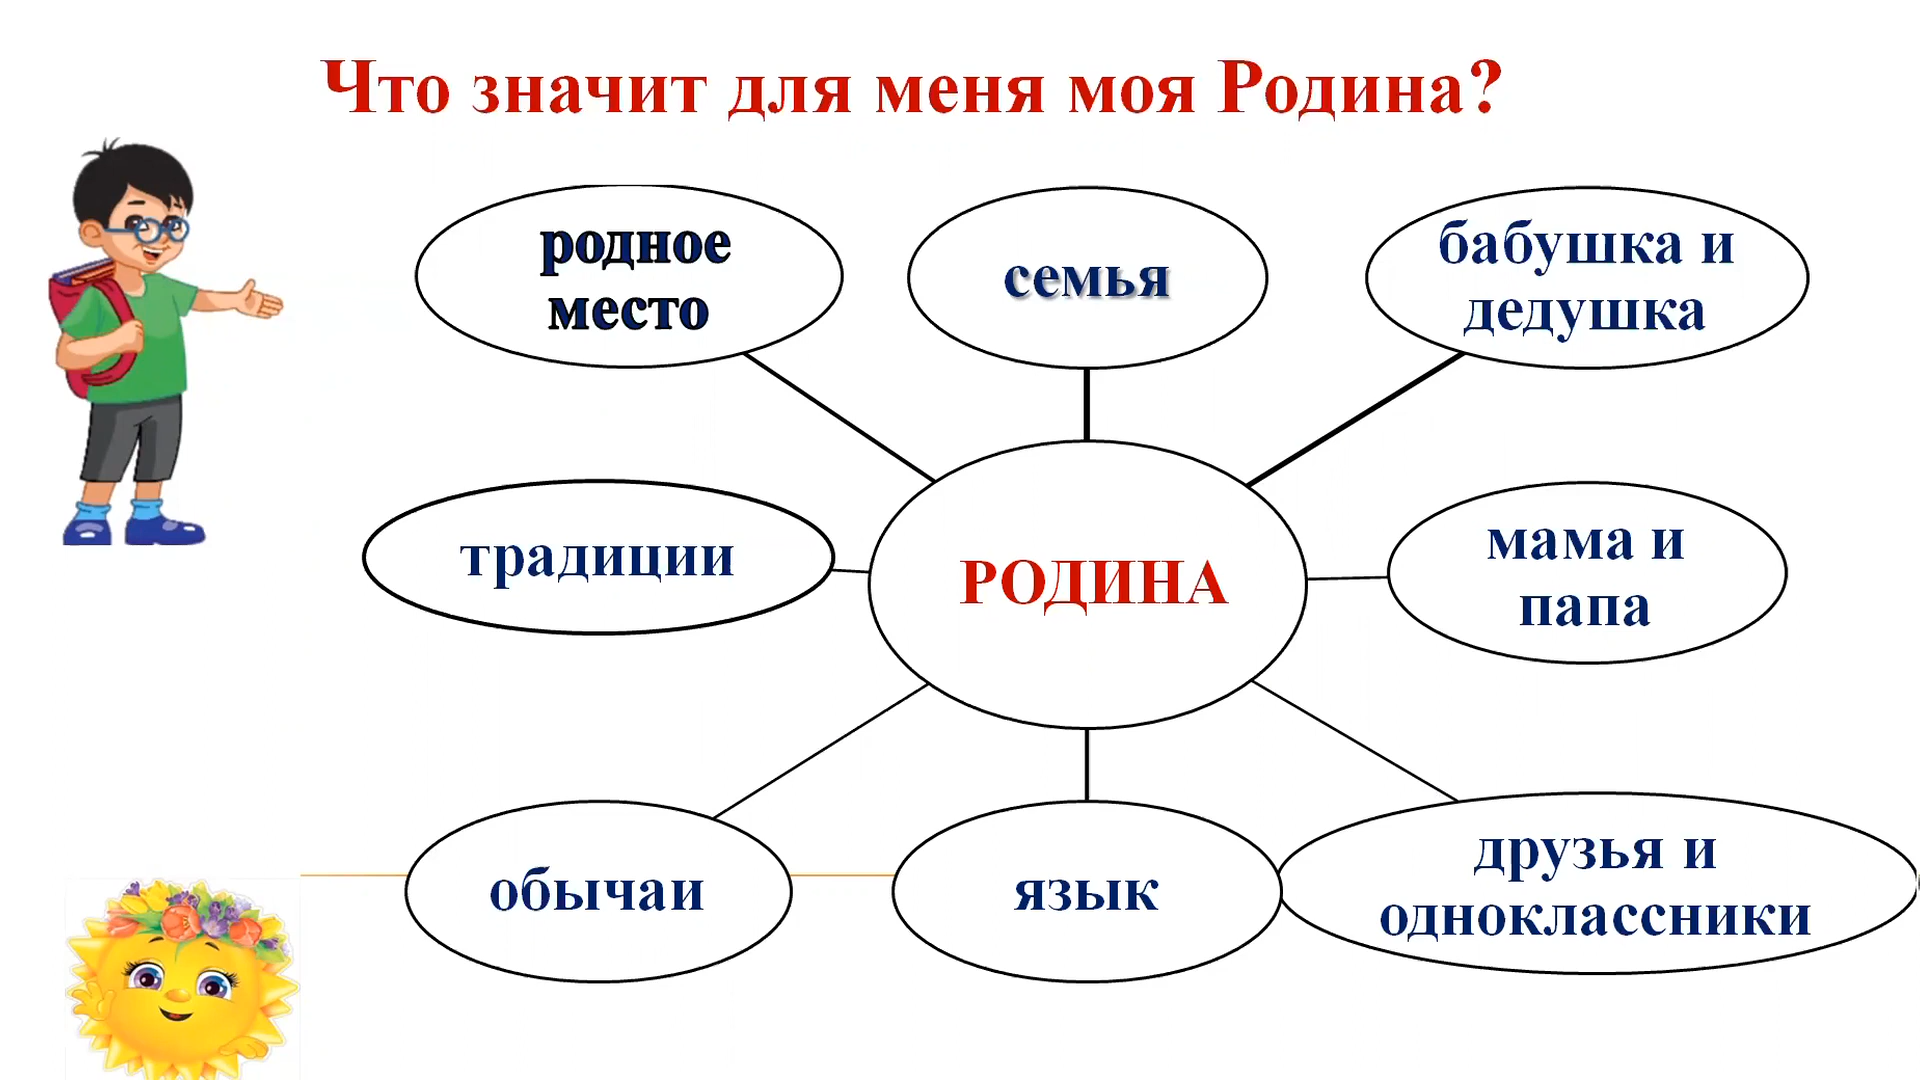 Что значит для меня моя Родина?
родное
место
семья
бабушка и
дедушка
традиции
РОДИНА
мама и
папа
обычаи
язык
друзья и
одноклассники